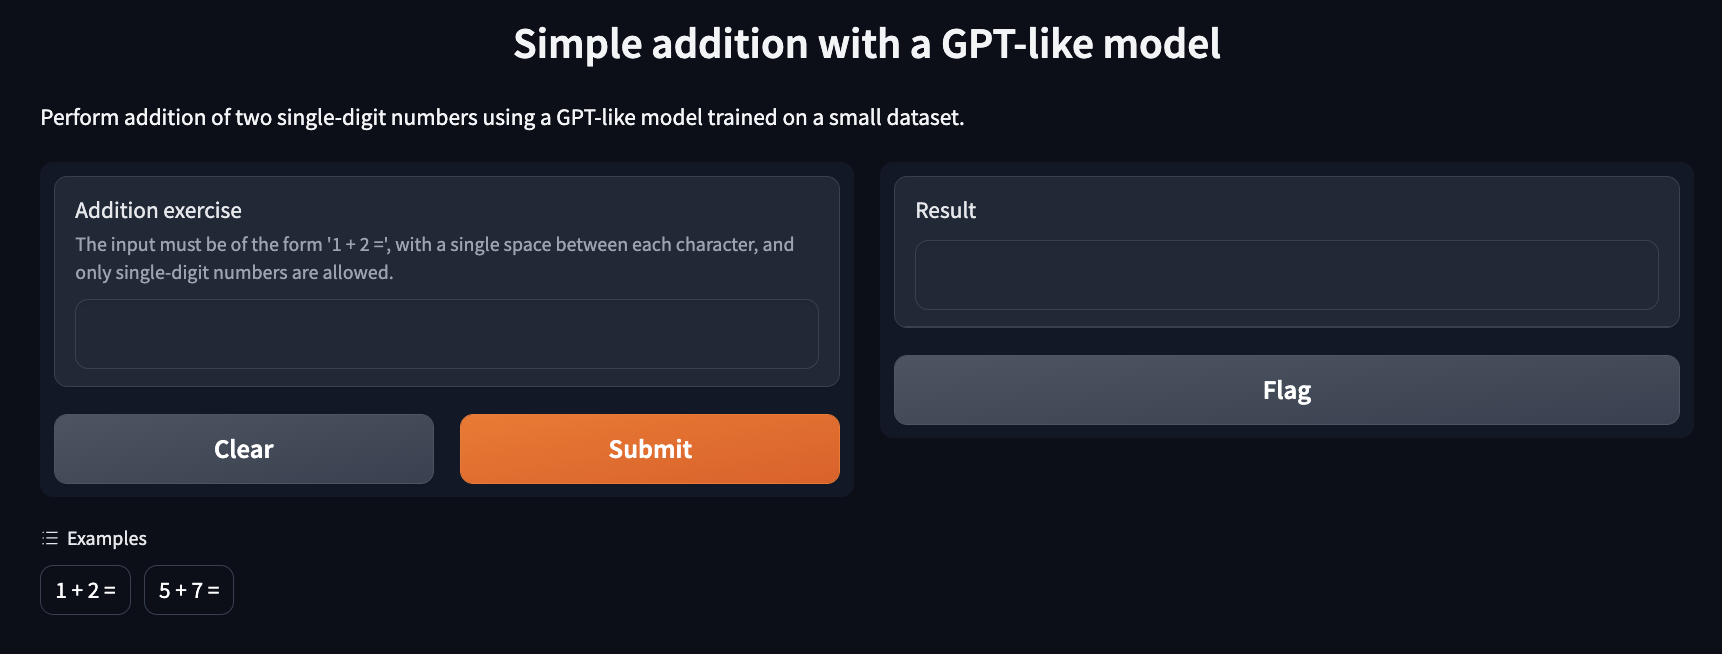 Simple addition with a GPT-like model
Perform addition of two single-digit numbers using a GPT-like model trained on a small dataset.
Addition exercise
The input must be of the form '1 + 2 =', with a single space between each character, and
only single-digit numbers are allowed.
Clear
Submit
Result
Flag
Examples
1 + 2 =
5 + 7 =